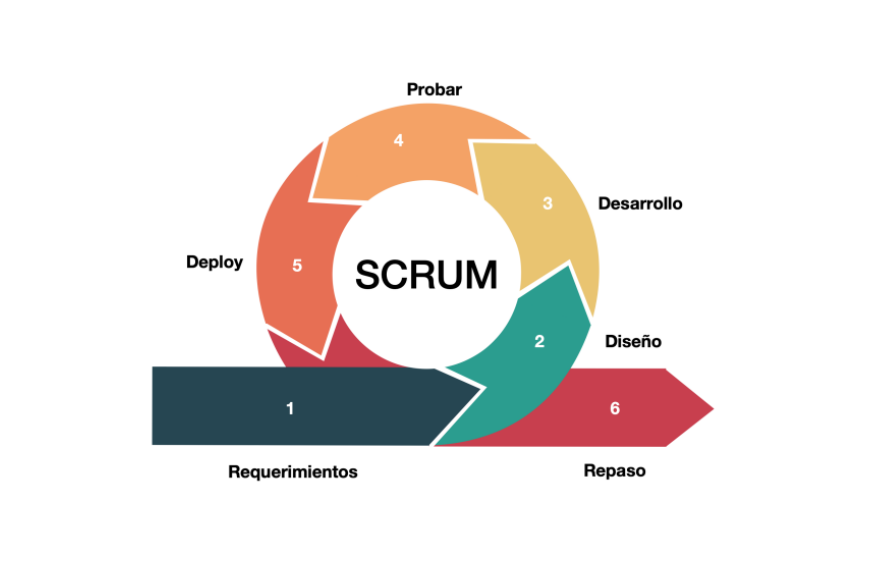 Probar
4
3
Desarrollo
Deploy
5
SCRUM
2
Diseño
1
6
Requerimientos
Repaso